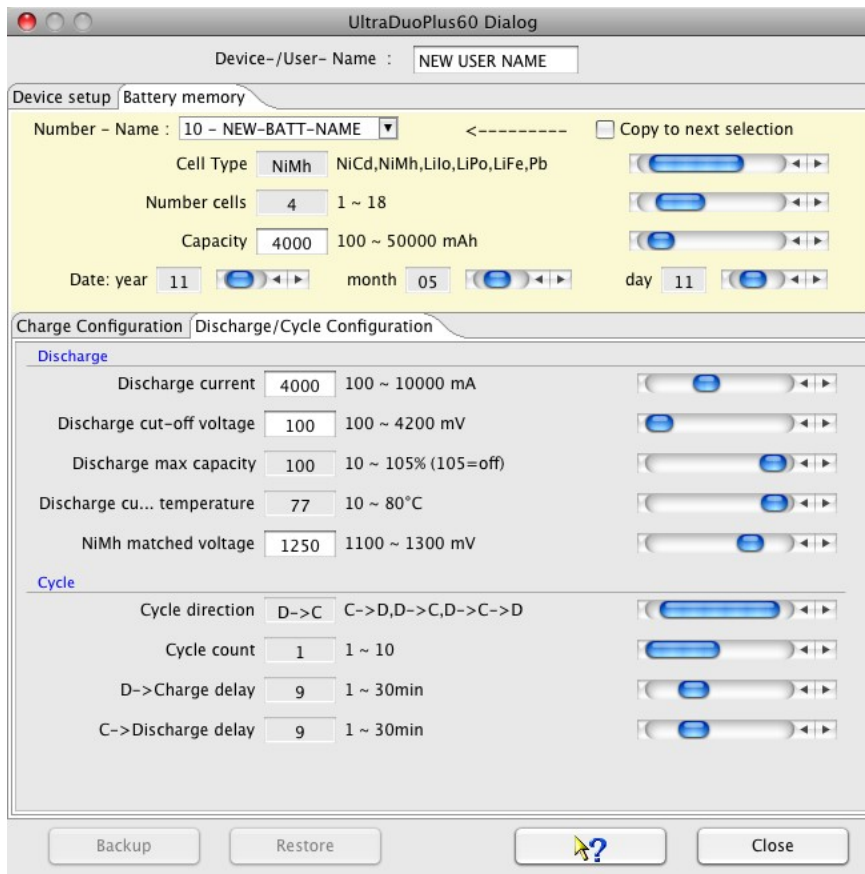 UltraDuoPlus60 Dialog
Device-/User- Name : NEW USER NAME
Device setup Battery memory
Number - Name : 10 - NEW-BATT-NAME <--------- Copy to next selection
Cell Type NiMh NiCd,NiMh,LiIo,LiPo,LiFe,Pb
Number cells 4 1 ~ 18
Capacity 4000 100 ~ 50000 mAh
Date: year 11 month 05 day 11
Charge Configuration Discharge/Cycle Configuration
Discharge
Discharge current 4000 100 ~ 10000 mA
Discharge cut-off voltage 100 100 ~ 4200 mV
Discharge max capacity 100 10 ~ 105% (105=off)
Discharge cu... temperature 77 10 ~ 80°C
NiMh matched voltage 1250 1100 ~ 1300 mV
Cycle
Cycle direction D->C C->D,D->C,D->C->D
Cycle count 1 1 ~ 10
D->Charge delay 9 1 ~ 30min
C->Discharge delay 9 1 ~ 30min
Backup Restore ? Close